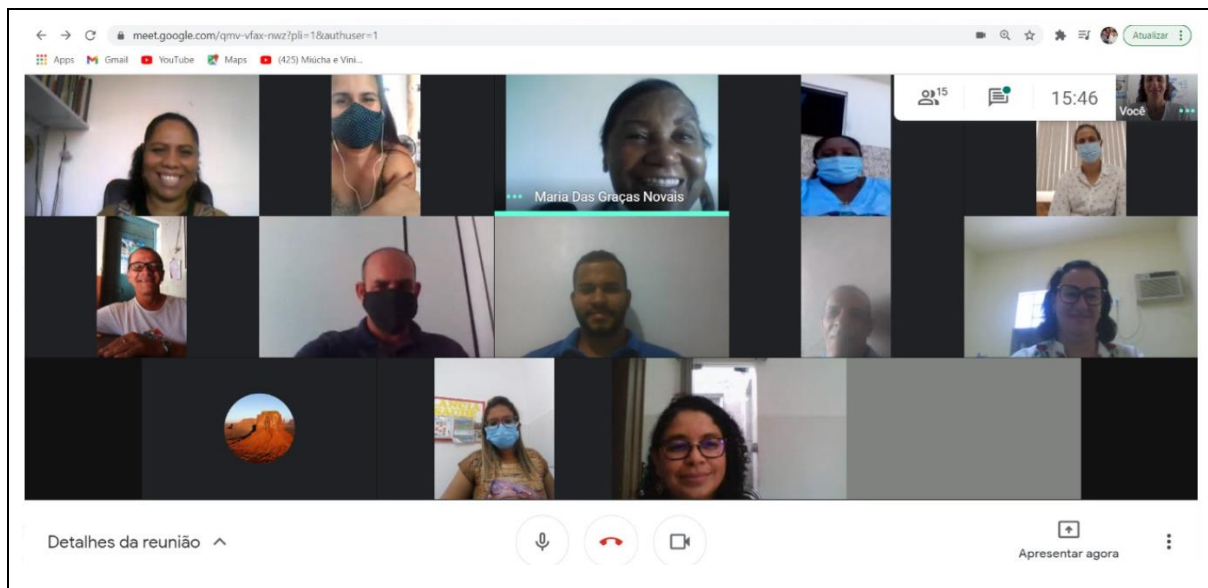 meet.google.com/qmv-vfax-nwz?pli=1&authuser=1
Atualizar
Apps Gmail YouTube Maps (425) Miúcha e Vini...
15 15:46
Você
Maria Das Graças Novais
Detalhes da reunião
Apresentar agora